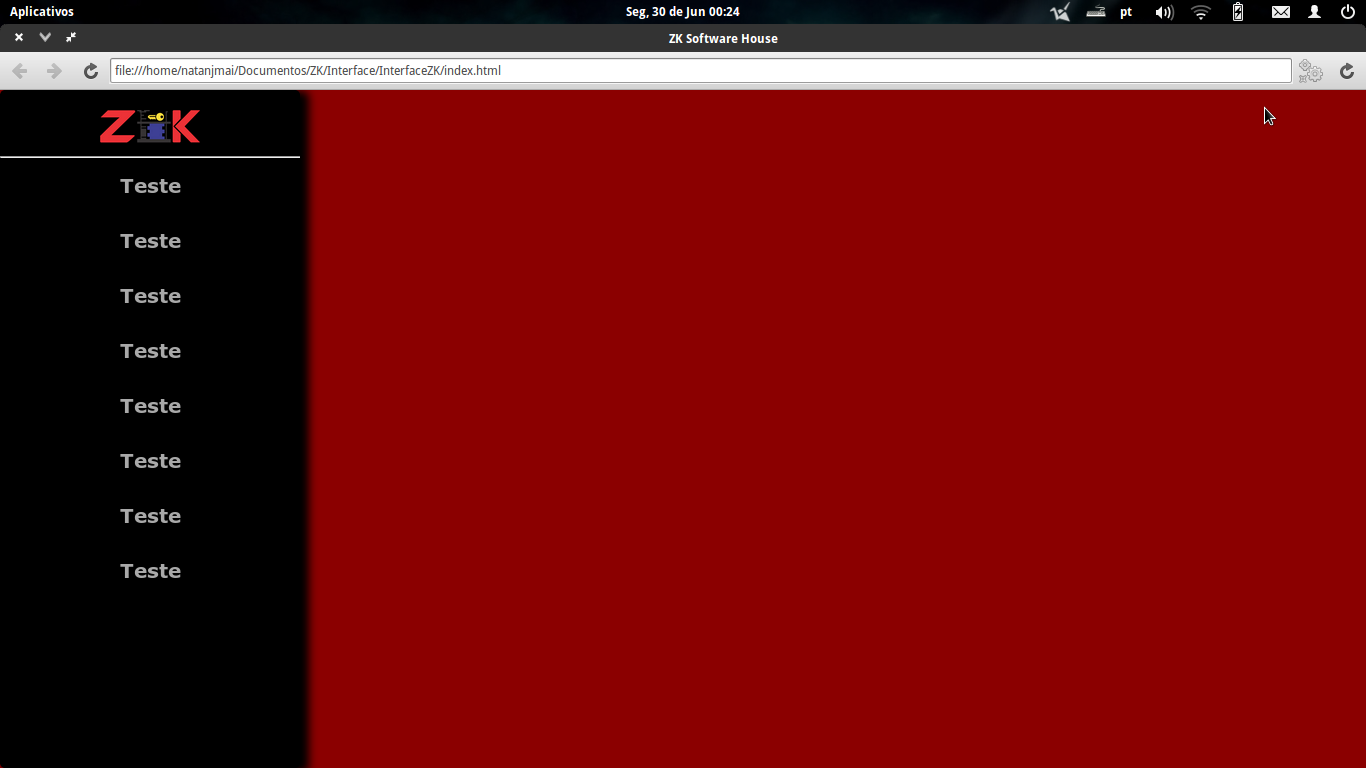 Aplicativos
Seg, 30 de Jun 00:24
pt
ZK Software House
file:///home/natanjmai/Documentos/ZK/Interface/InterfaceZK/index.html
ZK
Teste
Teste
Teste
Teste
Teste
Teste
Teste
Teste